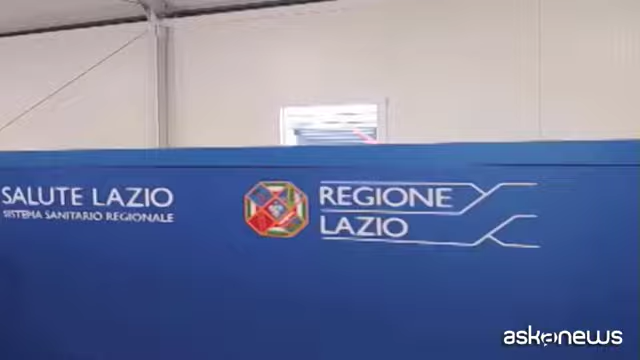 SALUTE LAZIO
SISTEMA SANITARIO REGIONALE
REGIONE
LAZIO
askanews